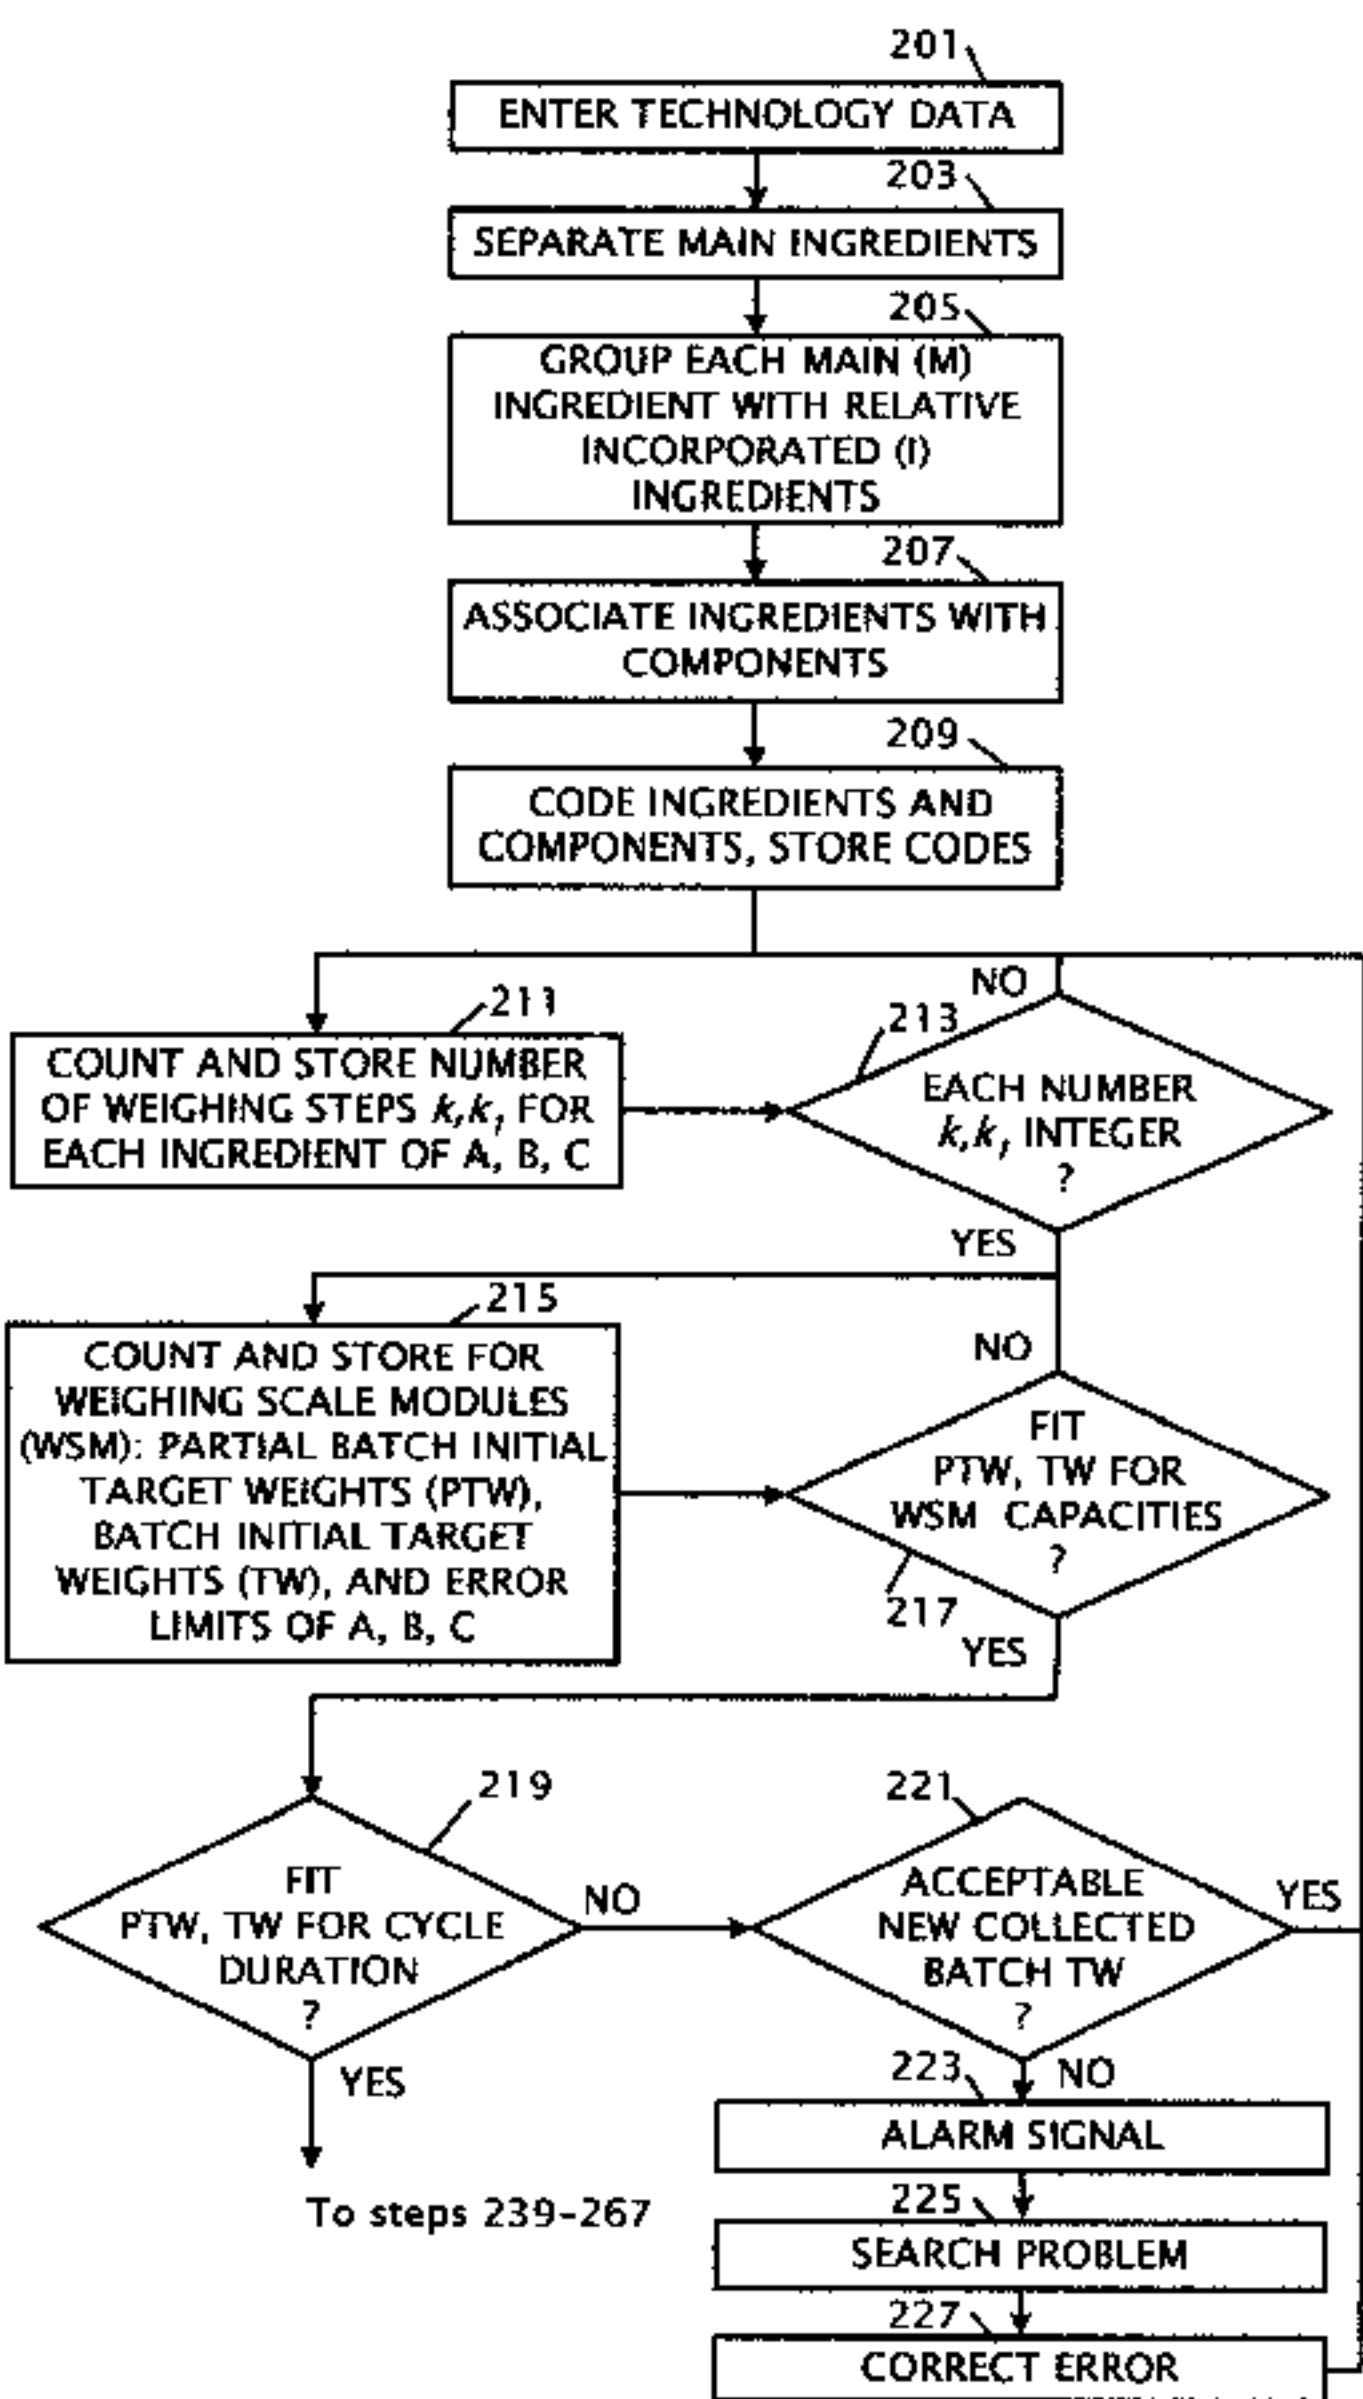 201
ENTER TECHNOLOGY DATA
203
SEPARATE MAIN INGREDIENTS
205
GROUP EACH MAIN (M)
INGREDIENT WITH RELATIVE
INCORPORATED (I)
INGREDIENTS
207
ASSOCIATE INGREDIENTS WITH
COMPONENTS
209
CODE INGREDIENTS AND
COMPONENTS, STORE CODES
211
COUNT AND STORE NUMBER
OF WEIGHING STEPS k,k₁ FOR
EACH INGREDIENT OF A, B, C
NO
213
EACH NUMBER
k,k₁ INTEGER
?
YES
215
COUNT AND STORE FOR
WEIGHING SCALE MODULES
(WSM): PARTIAL BATCH INITIAL
TARGET WEIGHTS (PTW),
BATCH INITIAL TARGET
WEIGHTS (TW), AND ERROR
LIMITS OF A, B, C
NO
FIT
PTW, TW FOR
WSM CAPACITIES
?
217
YES
219
FIT
PTW, TW FOR CYCLE
DURATION
?
NO
YES
To steps 239-267
221
ACCEPTABLE
NEW COLLECTED
BATCH TW
?
YES
NO
223
ALARM SIGNAL
225
SEARCH PROBLEM
227
CORRECT ERROR